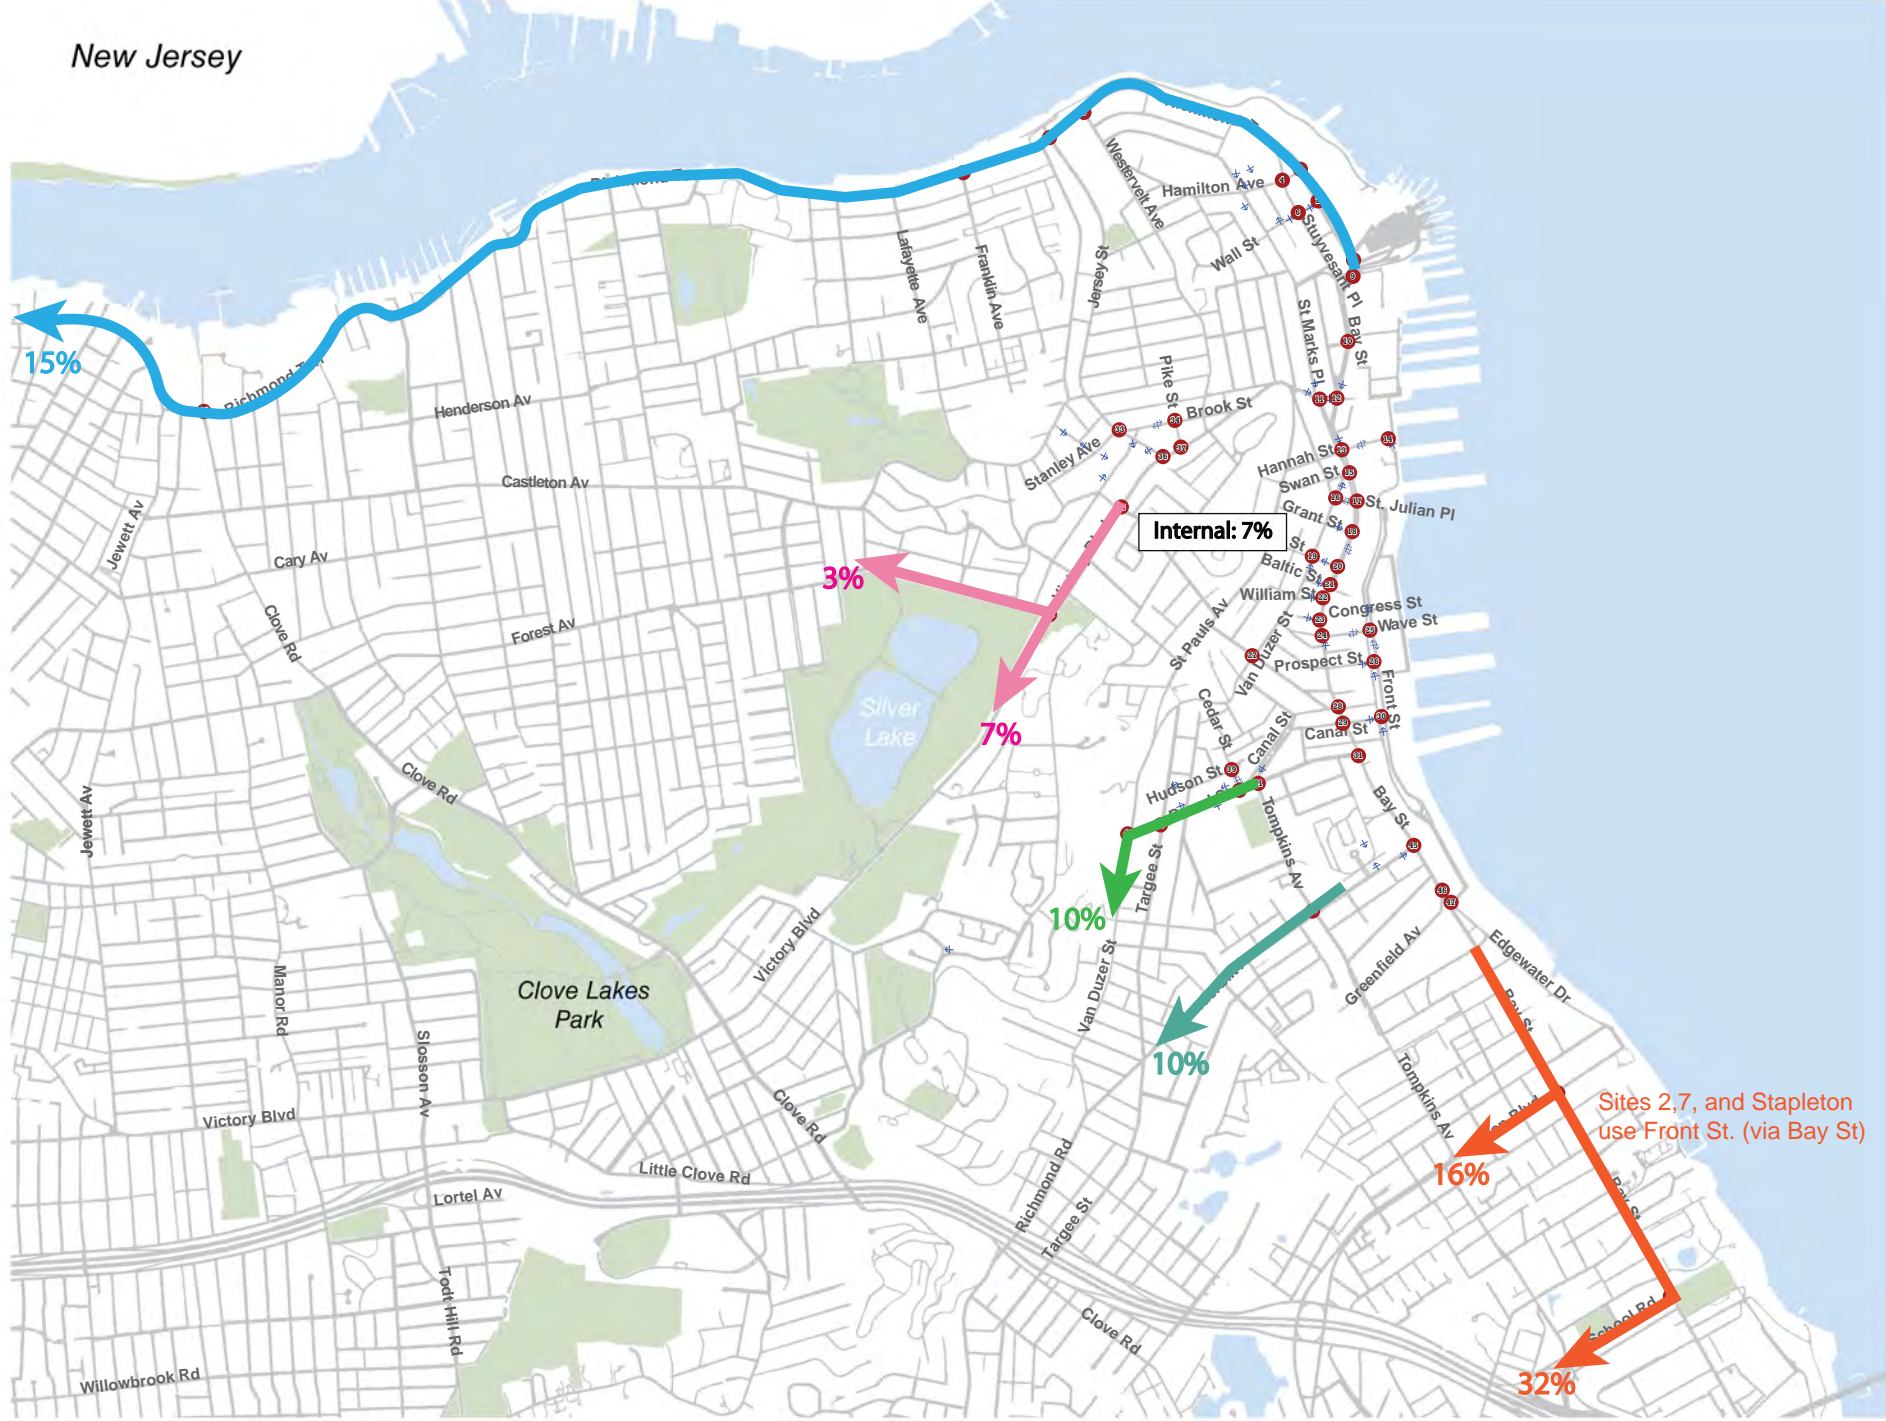 New Jersey
Westervelt Ave
Hamilton Ave
Richmond T
Wall St
Stuyvesant Pl
Lafayette Ave
Franklin Ave
Jersey St
St Marks Pl
Bay St
15%
Richmond Terr
Henderson Av
Pike St
Brook St
Stanley Ave
Hannah St
Swan St
St. Julian Pl
Castleton Av
Grant St
Internal: 7%
Jewett Av
Cary Av
3%
St
Baltic St
William St
Congress St
Wave St
Clove Rd
Forest Av
St Pauls Av
Van Duzer St
Prospect St
Front St
Silver
Lake
7%
Cedar St
Canal St
Canal St
Clove Rd
Jewett Av
Hudson St
Bay St
Tompkins Av
Targee St
10%
Victory Blvd
Greenfield Av
Edgewater Dr
Clove Lakes
Park
Manor Rd
Van Duzer St
Bay St
10%
Slosson Av
Tompkins Av
Sites 2,7, and Stapleton
use Front St. (via Bay St)
Victory Blvd
Clove Rd
16%
Little Clove Rd
Lortel Av
Richmond Rd
Targee St
Bay St
Todt Hill Rd
Clove Rd
School Rd
Willowbrook Rd
32%